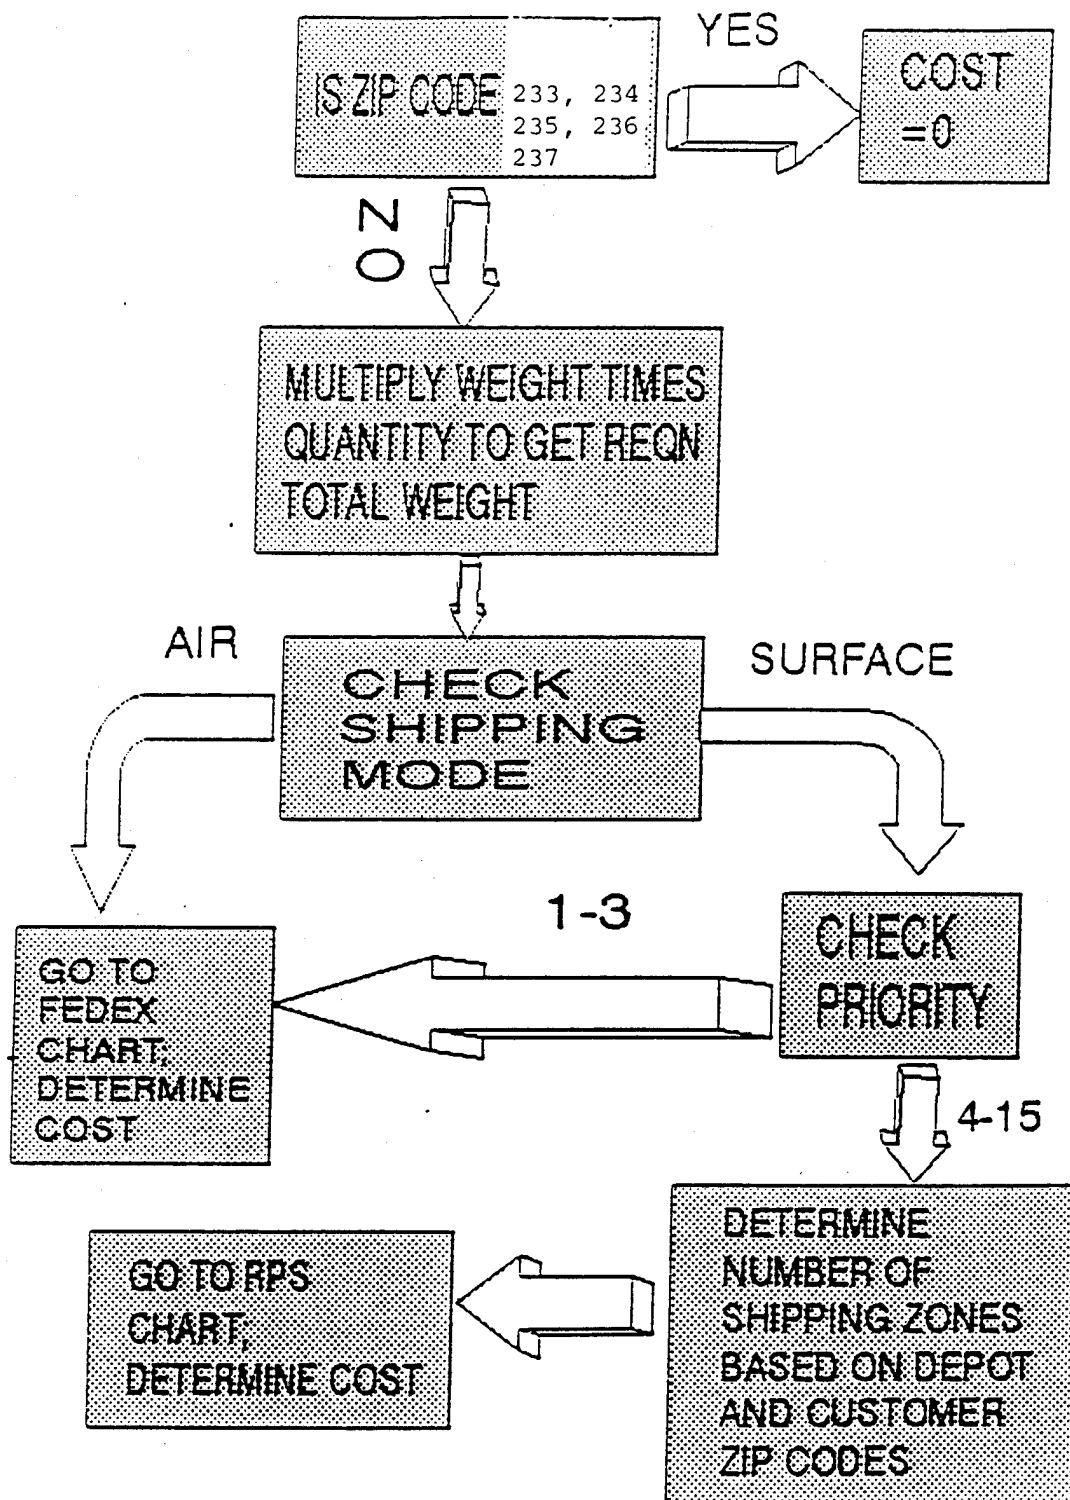 YES
IS ZIP CODE 233, 234
235, 236
237
COST
=0
NO
MULTIPLY WEIGHT TIMES
QUANTITY TO GET REQN
TOTAL WEIGHT
AIR
SURFACE
CHECK
SHIPPING
MODE
1-3
CHECK
PRIORITY
GO TO
FEDEX
CHART,
DETERMINE
COST
4-15
DETERMINE
NUMBER OF
SHIPPING ZONES
BASED ON DEPOT
AND CUSTOMER
ZIP CODES
GO TO RPS
CHART;
DETERMINE COST